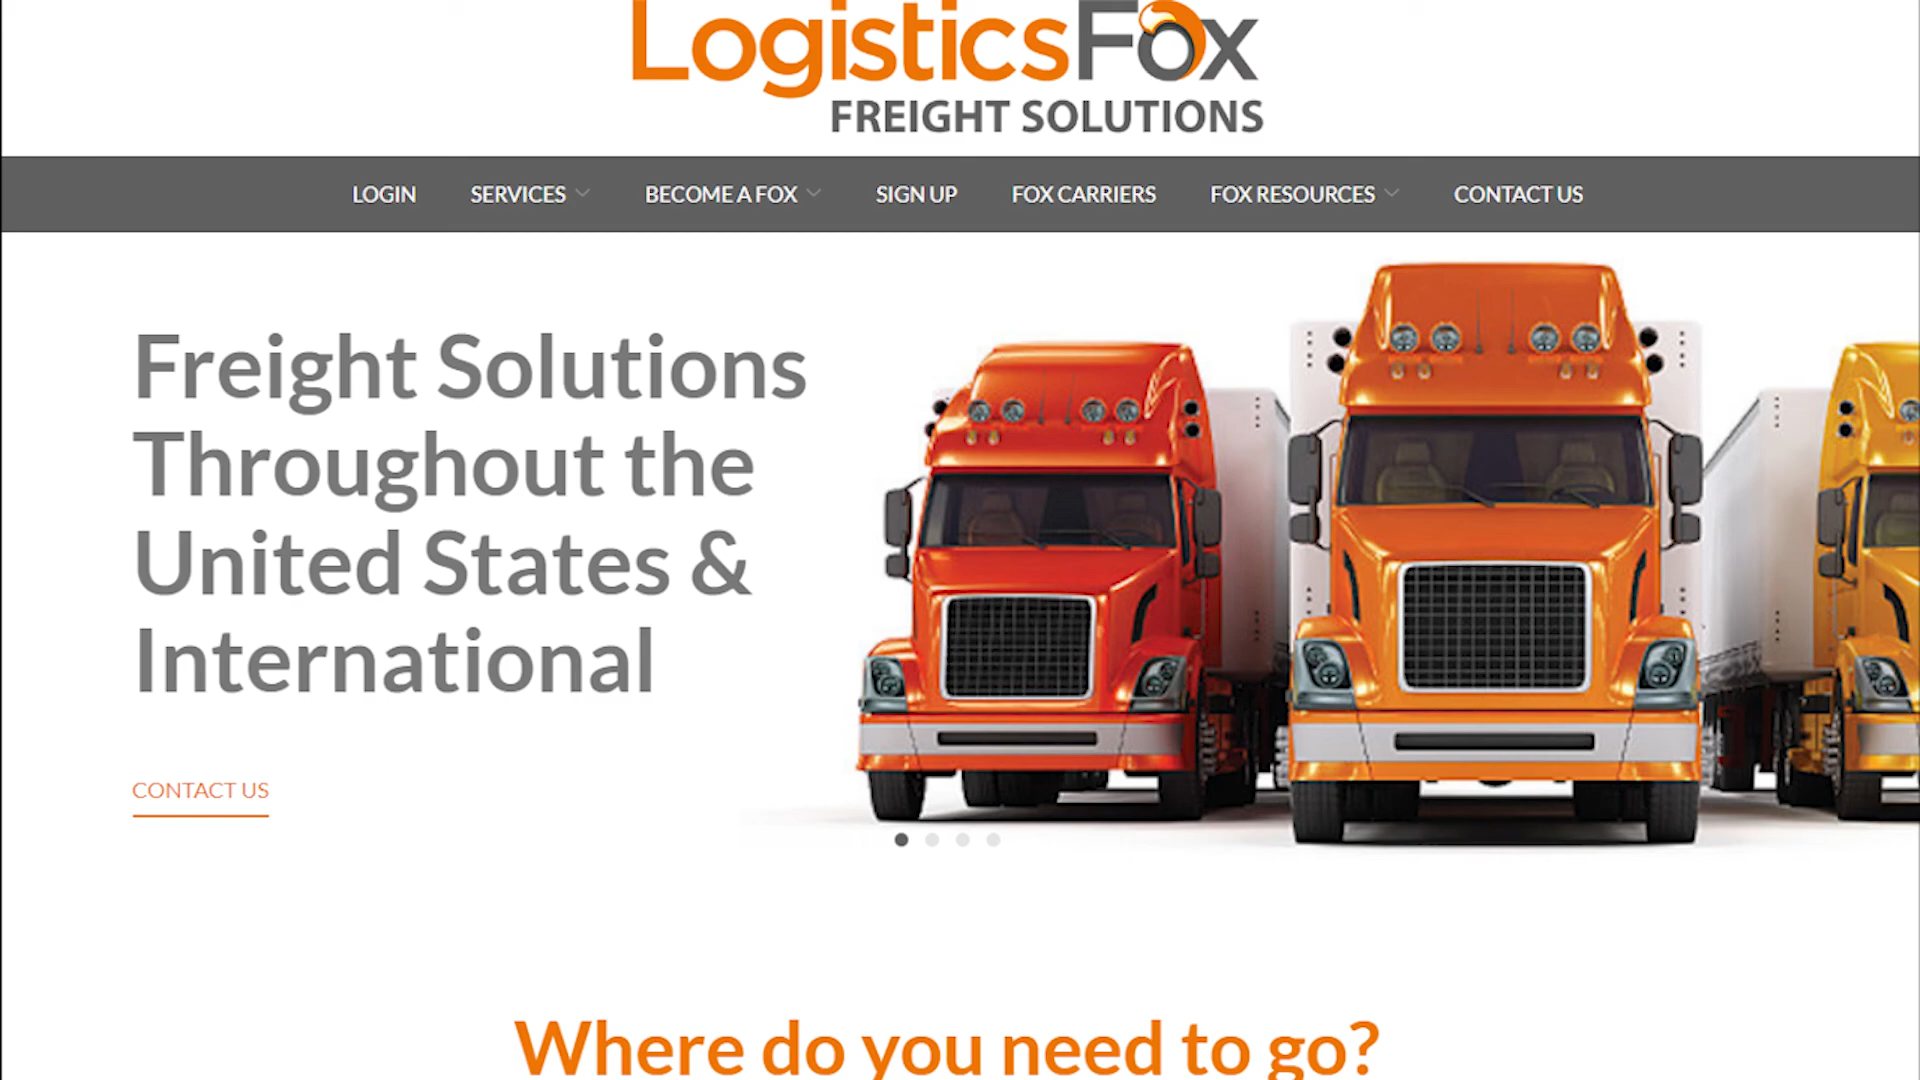 LogisticsFox
FREIGHT SOLUTIONS
LOGIN SERVICES BECOME A FOX SIGN UP FOX CARRIERS FOX RESOURCES CONTACT US
Freight Solutions
Throughout the
United States &
International
CONTACT US
Where do you need to go?